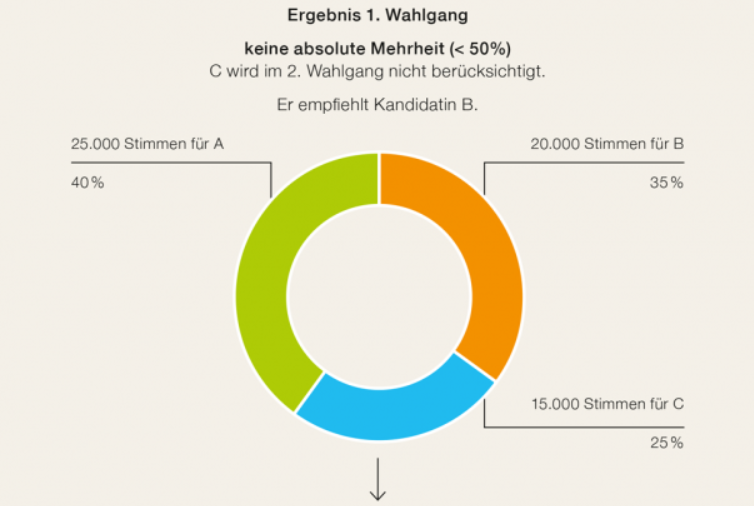 Ergebnis 1. Wahlgang
keine absolute Mehrheit (< 50%)
C wird im 2. Wahlgang nicht berücksichtigt.
Er empfiehlt Kandidatin B.
25.000 Stimmen für A
40%
20.000 Stimmen für B
35%
15.000 Stimmen für C
25%